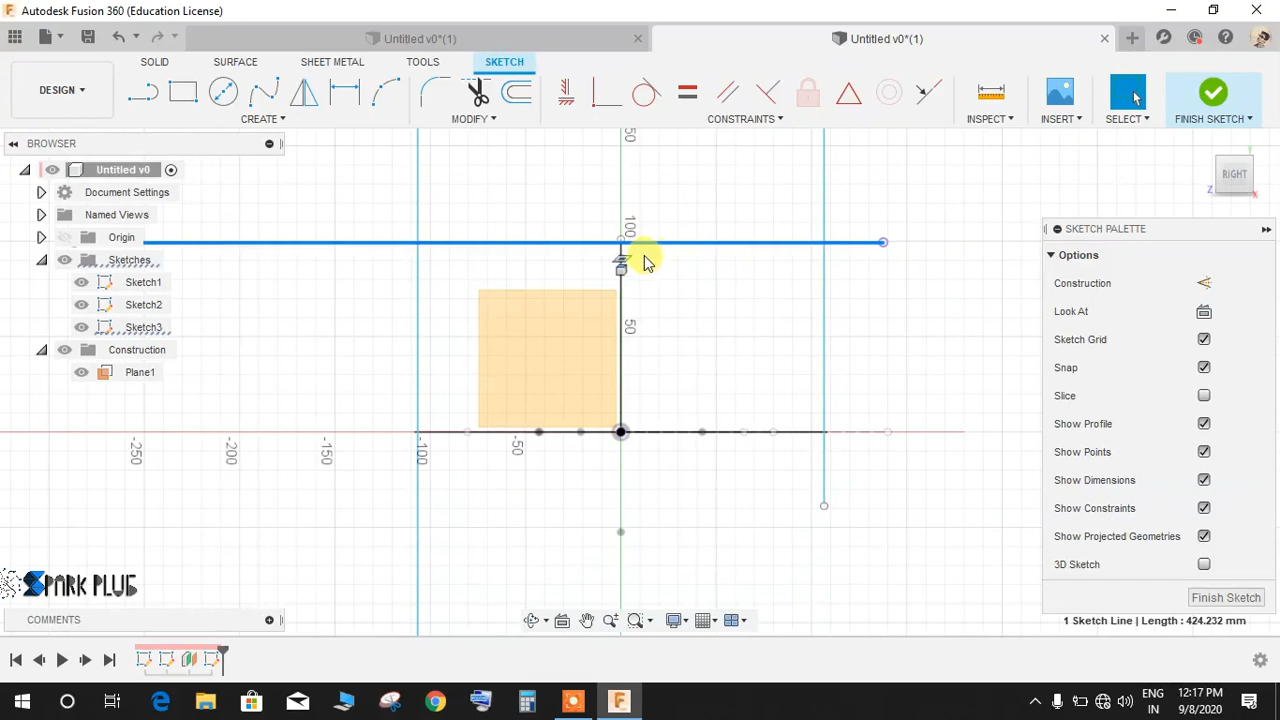 Autodesk Fusion 360 (Education License)
Untitled v0*(1)
Untitled v0*(1)
SOLID
SURFACE
SHEET METAL
TOOLS
SKETCH
DESIGN
CREATE
MODIFY
CONSTRAINTS
INSPECT
INSERT
SELECT
FINISH SKETCH
BROWSER
Untitled v0
Document Settings
Named Views
Origin
Sketches
Sketch1
Sketch2
Sketch3
Construction
Plane1
50
100
50
-50
-100
-150
-200
-250
RIGHT
Y
Z
X
SKETCH PALETTE
Options
Construction
Look At
Sketch Grid
Snap
Slice
Show Profile
Show Points
Show Dimensions
Show Constraints
Show Projected Geometries
3D Sketch
Finish Sketch
SPARK PLUG
COMMENTS
1 Sketch Line | Length : 424.232 mm
ENG
IN
12:17 PM
9/8/2020